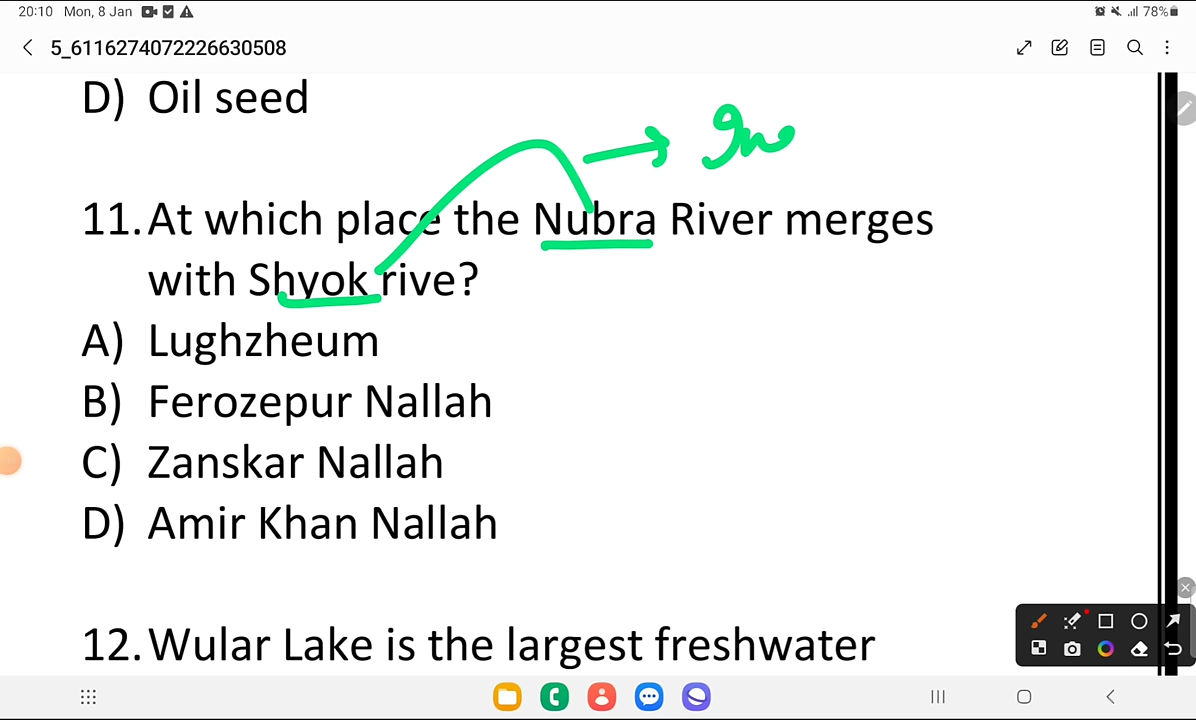 20:10 Mon, 8 Jan 78%
5_6116274072226630508
D) Oil seed
11. At which place the Nubra River merges
with Shyok rive?
A) Lughzheum
B) Ferozepur Nallah
C) Zanskar Nallah
D) Amir Khan Nallah
12. Wular Lake is the largest freshwater